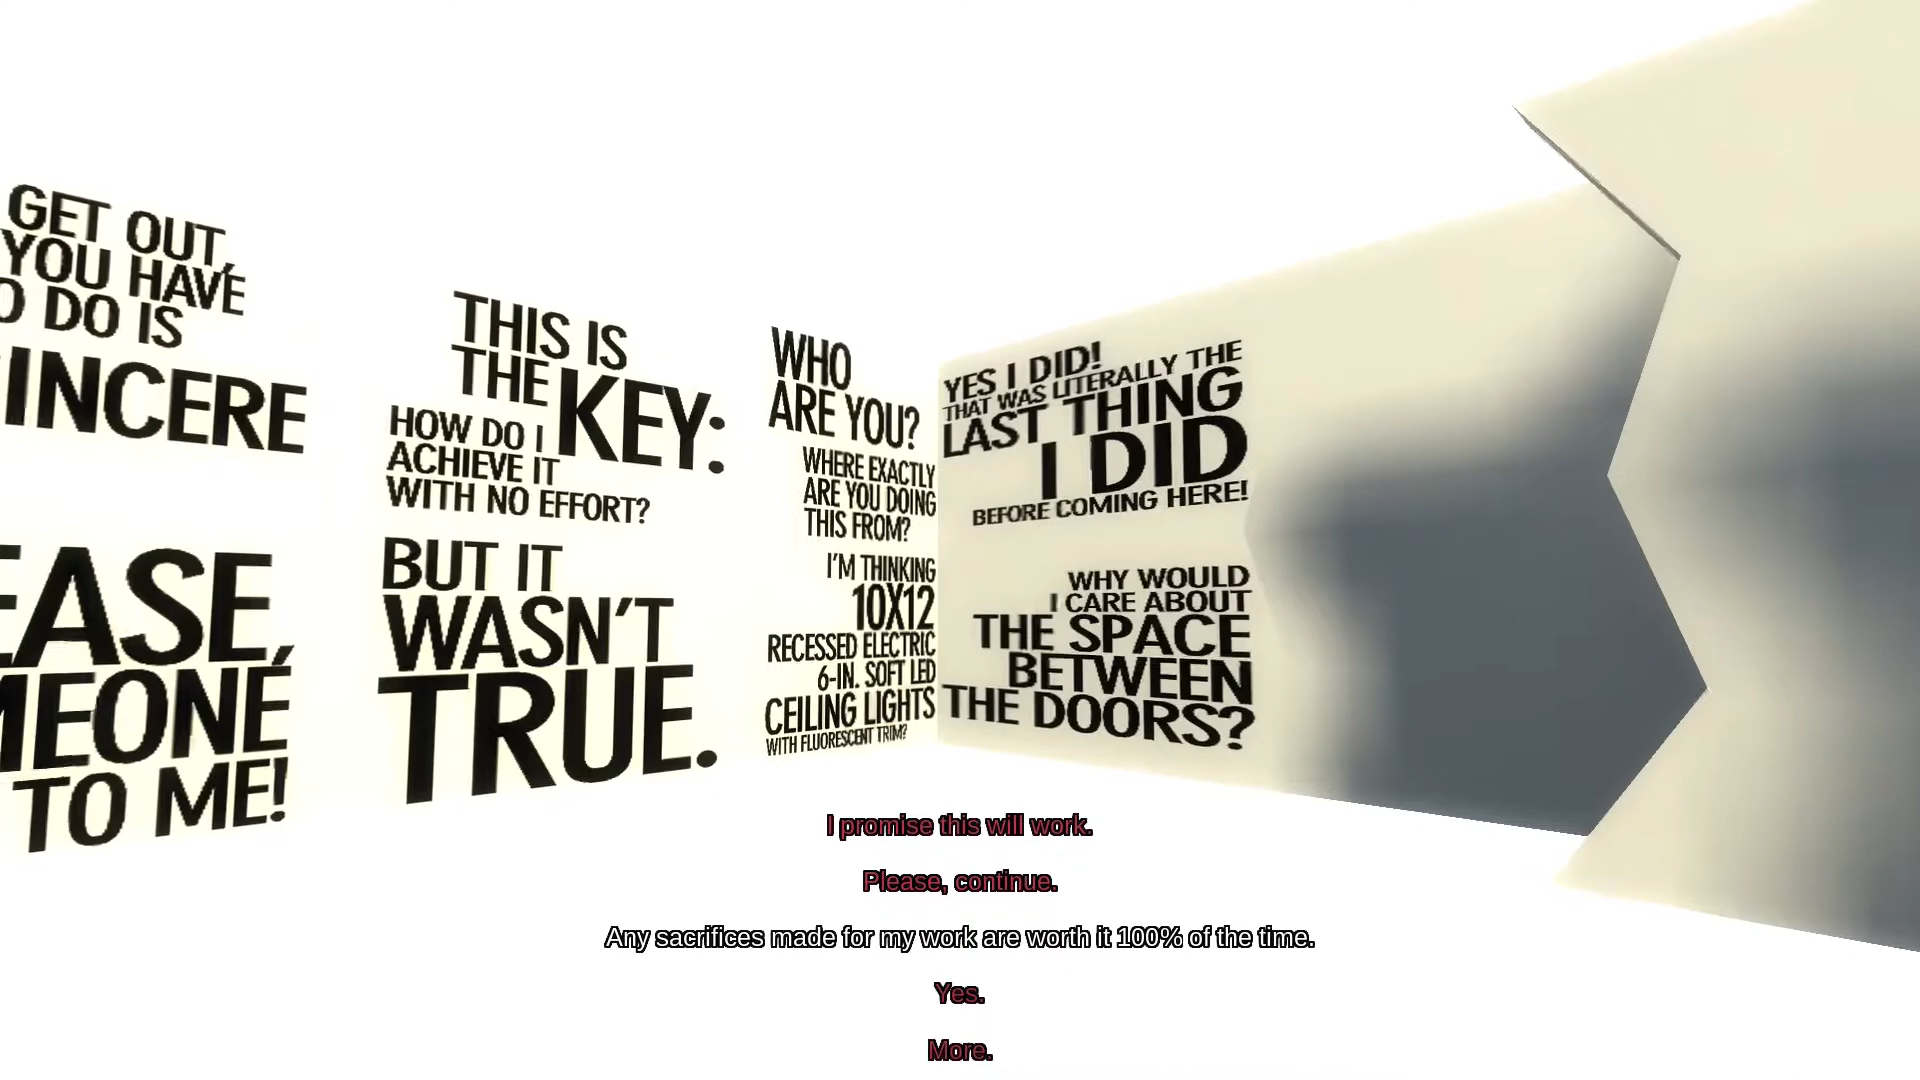 GET OUT,
YOU HAVE
DO IS
TO ME!
THIS IS
THE KEY:
HOW DO I
ACHIEVE IT
WITH NO EFFORT?
BUT IT
WASN'T
TRUE.
WHO
ARE YOU?
WHERE EXACTLY
ARE YOU DOING
THIS FROM?
I'M THINKING
10X12
RECESSED ELECTRIC
6-IN. SOFT LED
CEILING LIGHTS
WITH FLUORESCENT TRIM?
YES I DID!
THAT WAS LITERALLY THE
LAST THING
I DID
BEFORE COMING HERE!
WHY WOULD
I CARE ABOUT
THE SPACE
BETWEEN
THE DOORS?
I promise this will work.
Please, continue.
Any sacrifices made for my work are worth it 100% of the time.
Yes.
More.